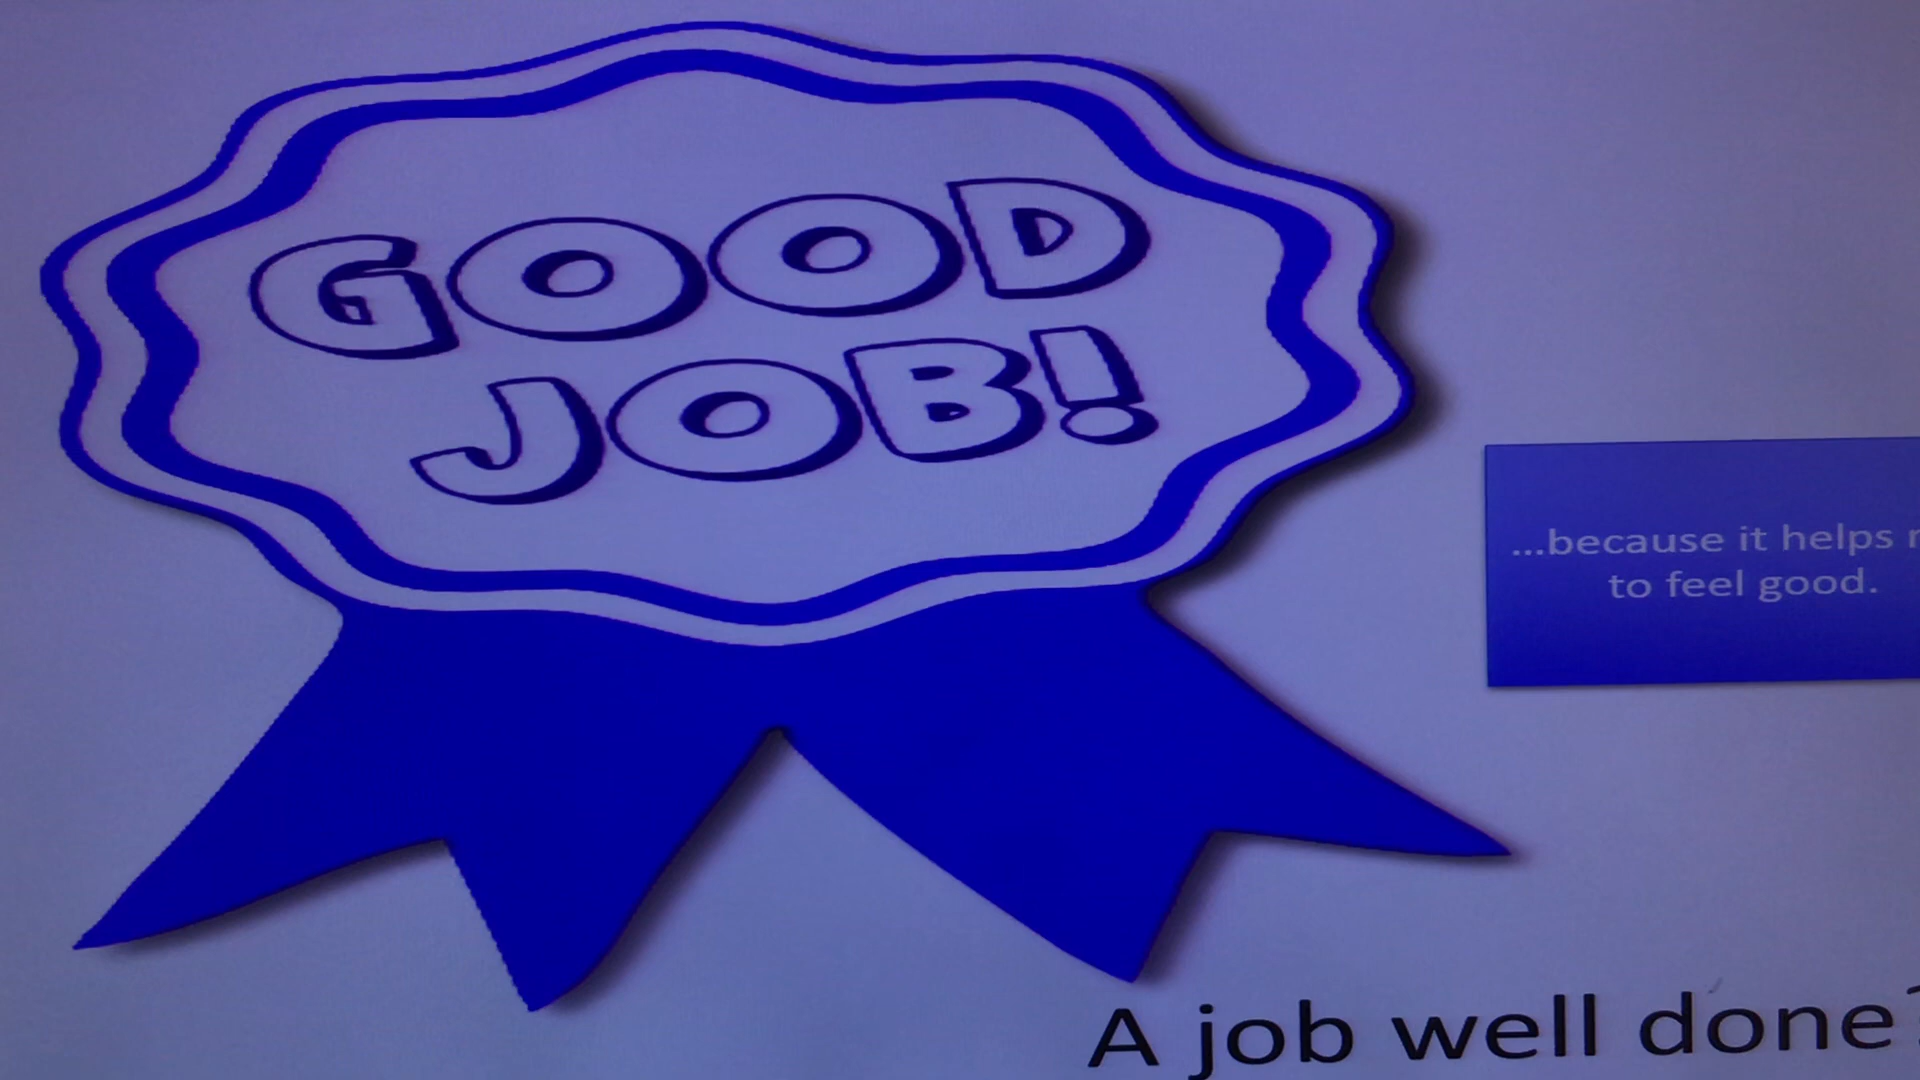 GOOD
JOB!
...because it helps
to feel good.
A job well done?